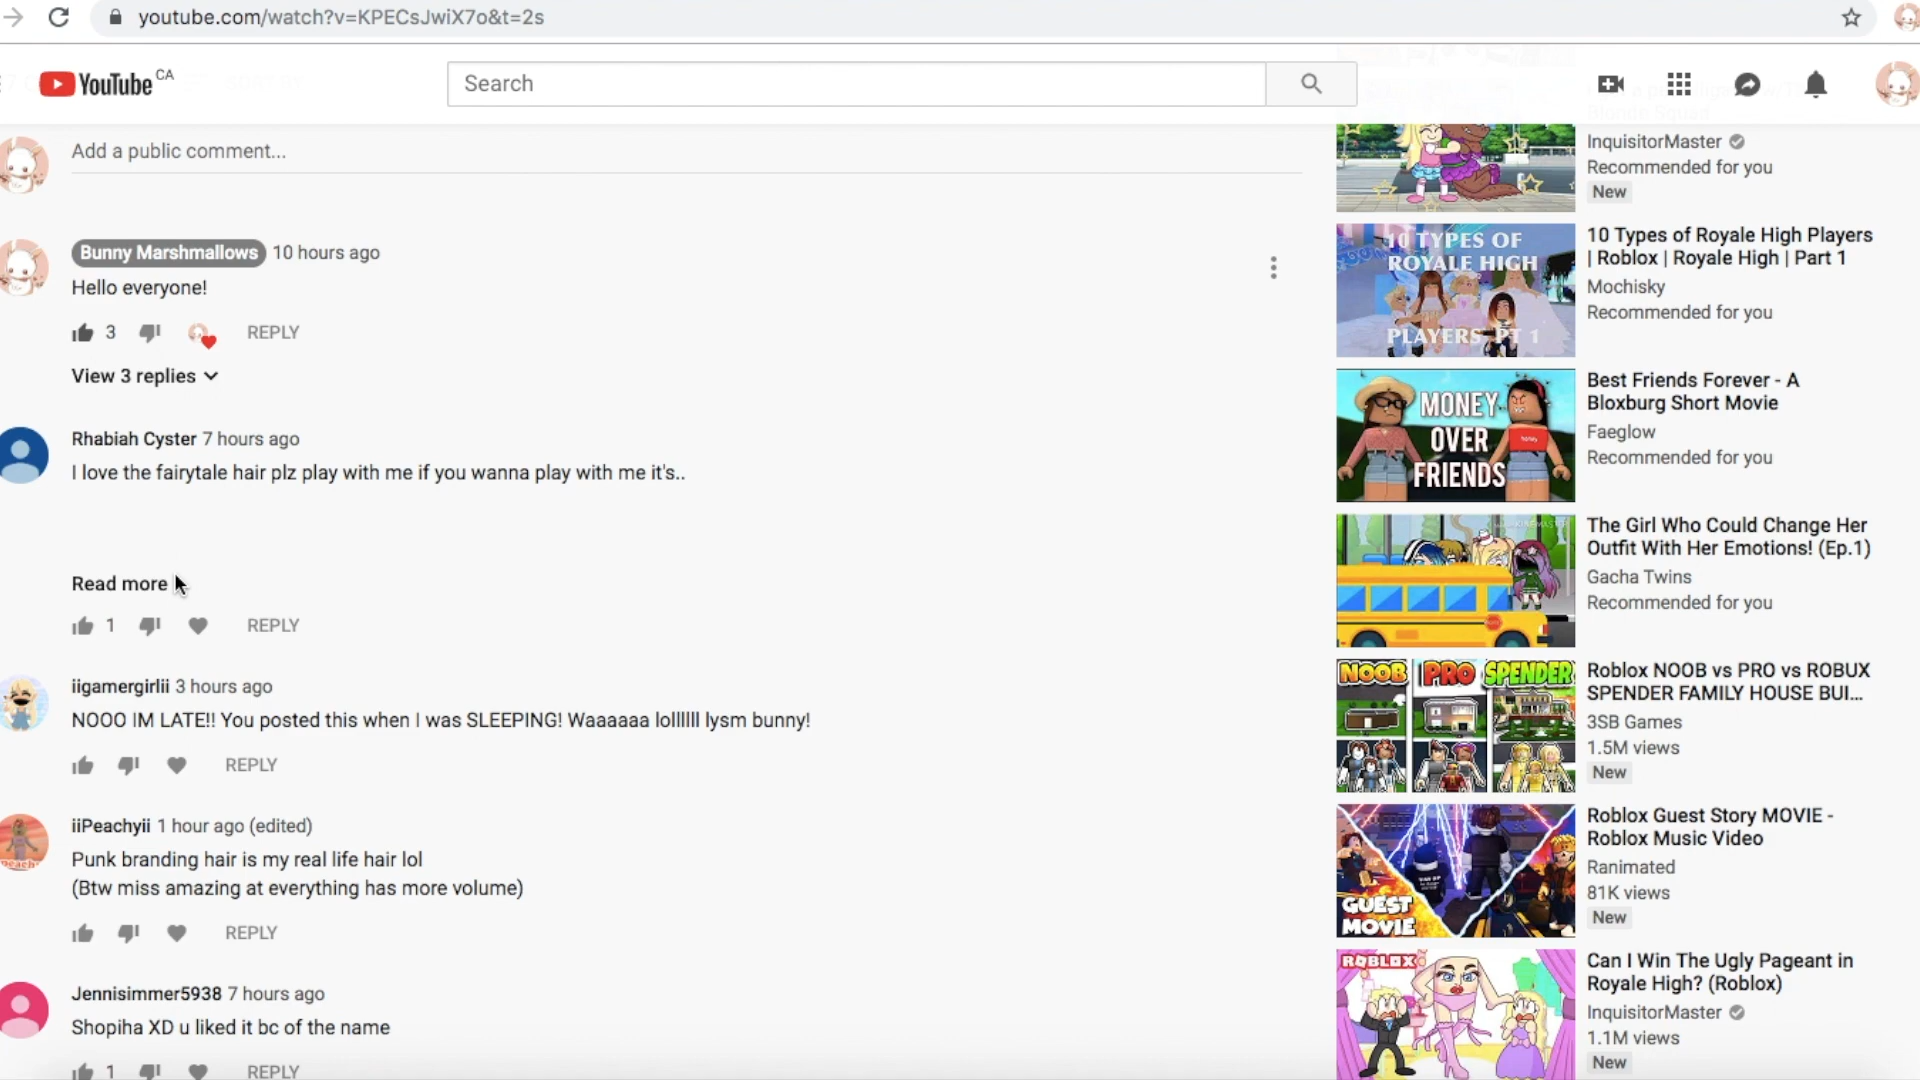 youtube.com/watch?v=KPECsJwiX7o&t=2s
YouTube CA
Search
Add a public comment...
Bunny Marshmallows 10 hours ago
Hello everyone!
3 REPLY
View 3 replies
Rhabiah Cyster 7 hours ago
I love the fairytale hair plz play with me if you wanna play with me it's..
Read more
1 REPLY
iigamergirlii 3 hours ago
NOOO IM LATE!! You posted this when I was SLEEPING! Waaaaaa lollllll lysm bunny!
REPLY
iiPeachyii 1 hour ago (edited)
Punk branding hair is my real life hair lol
(Btw miss amazing at everything has more volume)
REPLY
Jennisimmer5938 7 hours ago
Shopiha XD u liked it bc of the name
1 REPLY
InquisitorMaster
Recommended for you
New
10 TYPES OF
ROYALE HIGH
PLAYERS PT 1
10 Types of Royale High Players
| Roblox | Royale High | Part 1
Mochisky
Recommended for you
MONEY
OVER
FRIENDS
Best Friends Forever - A
Bloxburg Short Movie
Faeglow
Recommended for you
The Girl Who Could Change Her
Outfit With Her Emotions! (Ep.1)
Gacha Twins
Recommended for you
NOOB PRO SPENDER
Roblox NOOB vs PRO vs ROBUX
SPENDER FAMILY HOUSE BUI...
3SB Games
1.5M views
New
GUEST
MOVIE
Roblox Guest Story MOVIE -
Roblox Music Video
Ranimated
81K views
New
ROBLOX
Can I Win The Ugly Pageant in
Royale High? (Roblox)
InquisitorMaster
1.1M views
New